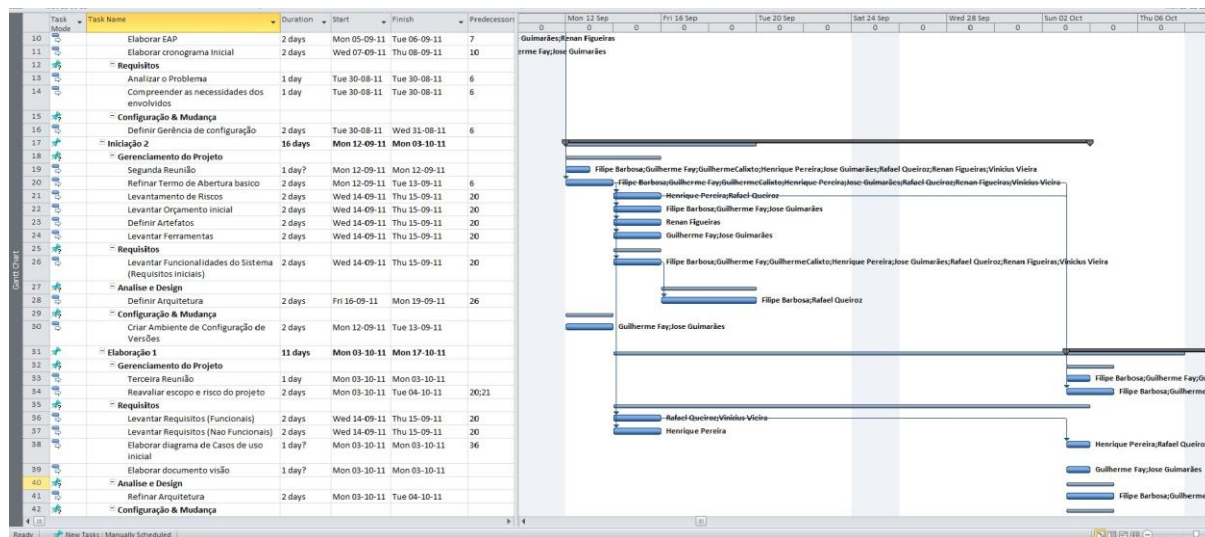 Task Mode Task Name Duration Start Finish Predecessors Mon 12 Sep Fri 16 Sep Tue 20 Sep Sat 24 Sep Wed 28 Sep Sun 02 Oct Thu 06 Oct
0 0 0 0 0 0 0 0 0 0 0 0 0 0
10 Elaborar EAP 2 days Mon 05-09-11 Tue 06-09-11 7 Guimarães;Renan Figueiras
11 Elaborar cronograma Inicial 2 days Wed 07-09-11 Thu 08-09-11 10 erme Fay;Jose Guimarães
12 Requisitos
13 Analizar o Problema 1 day Tue 30-08-11 Tue 30-08-11 6
14 Compreender as necessidades dos 1 day Tue 30-08-11 Tue 30-08-11 6
envolvidos
15 Configuração & Mudança
16 Definir Gerência de configuração 2 days Tue 30-08-11 Wed 31-08-11 6
17 Iniciação 2 16 days Mon 12-09-11 Mon 03-10-11
18 Gerenciamento do Projeto
19 Segunda Reunião 1 day? Mon 12-09-11 Mon 12-09-11 Filipe Barbosa;Guilherme Fay;GuilhermeCalixto;Henrique Pereira;Jose Guimarães;Rafael Queiroz;Renan Figueiras;Vinicius Vieira
20 Refinar Termo de Abertura basico 2 days Mon 12-09-11 Tue 13-09-11 6 Filipe Barbosa;Guilherme Fay;GuilhermeCalixto;Henrique Pereira;Jose Guimarães;Rafael Queiroz;Renan Figueiras;Vinicius Vieira
21 Levantamento de Riscos 2 days Wed 14-09-11 Thu 15-09-11 20 Henrique Pereira;Rafael Queiroz
22 Levantar Orçamento inicial 2 days Wed 14-09-11 Thu 15-09-11 20 Filipe Barbosa;Guilherme Fay;Jose Guimarães
23 Definir Artefatos 2 days Wed 14-09-11 Thu 15-09-11 20 Renan Figueiras
24 Levantar Ferramentas 2 days Wed 14-09-11 Thu 15-09-11 20 Guilherme Fay;Jose Guimarães
25 Requisitos
26 Levantar Funcionalidades do Sistema 2 days Wed 14-09-11 Thu 15-09-11 20 Filipe Barbosa;Guilherme Fay;GuilhermeCalixto;Henrique Pereira;Jose Guimarães;Rafael Queiroz;Renan Figueiras;Vinicius Vieira
(Requisitos iniciais)
27 Analise e Design
28 Definir Arquitetura 2 days Fri 16-09-11 Mon 19-09-11 26 Filipe Barbosa;Rafael Queiroz
29 Configuração & Mudança
30 Criar Ambiente de Configuração de 2 days Mon 12-09-11 Tue 13-09-11 Guilherme Fay;Jose Guimarães
Versões
31 Elaboração 1 11 days Mon 03-10-11 Mon 17-10-11
32 Gerenciamento do Projeto
33 Terceira Reunião 1 day Mon 03-10-11 Mon 03-10-11 Filipe Barbosa;Guilherme Fay;G
34 Reavaliar escopo e risco do projeto 2 days Mon 03-10-11 Tue 04-10-11 20;21 Filipe Barbosa;Guilherme
35 Requisitos
36 Levantar Requisitos (Funcionais) 2 days Wed 14-09-11 Thu 15-09-11 20 Rafael Queiroz;Vinicius Vieira
37 Levantar Requisitos (Nao Funcionais) 2 days Wed 14-09-11 Thu 15-09-11 20 Henrique Pereira
38 Elaborar diagrama de Casos de uso 1 day? Mon 03-10-11 Mon 03-10-11 36 Henrique Pereira;Rafael Queiro
inicial
39 Elaborar documento visão 1 day? Mon 03-10-11 Mon 03-10-11 Guilherme Fay;Jose Guimarães
40 Analise e Design
41 Refinar Arquitetura 2 days Mon 03-10-11 Tue 04-10-11 Filipe Barbosa;Guilherme
42 Configuração & Mudança
Gantt Chart
Ready New Tasks : Manually Scheduled